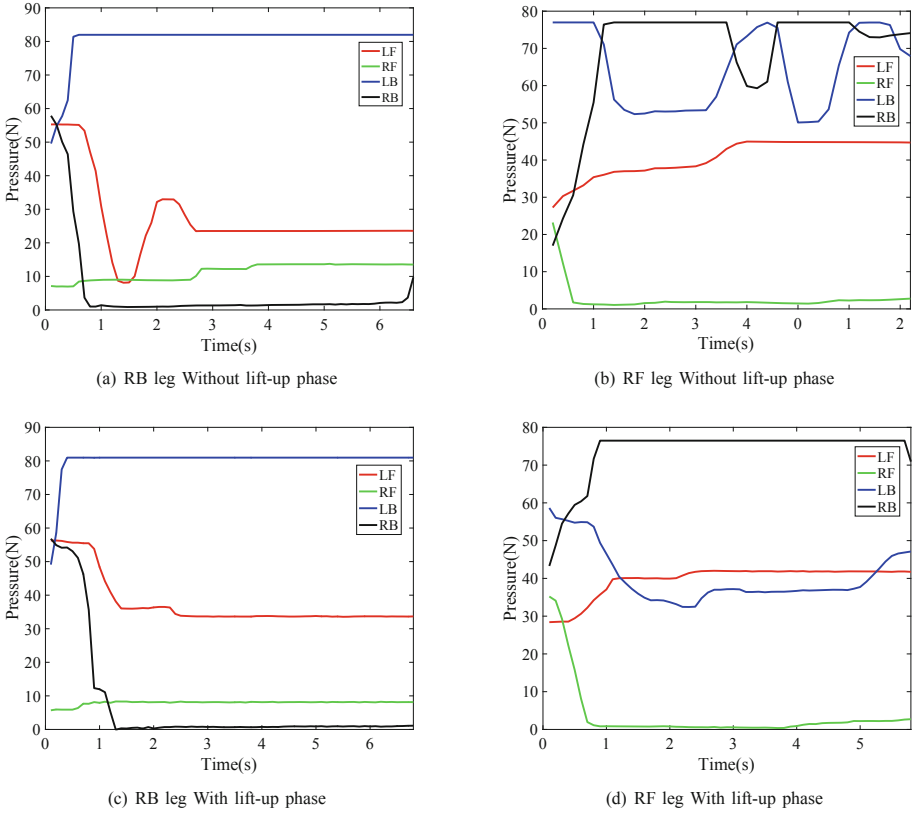 90
80
70
60
50
40
30
20
10
0
Pressure(N)
LF
RF
LB
RB
0 1 2 3 4 5 6
Time(s)
(a) RB leg Without lift-up phase
80
70
60
50
40
30
20
10
0
Pressure(N)
LF
RF
LB
RB
0 1 2 3 4 0 1 2
Time(s)
(b) RF leg Without lift-up phase
90
80
70
60
50
40
30
20
10
0
Pressure(N)
LF
RF
LB
RB
0 1 2 3 4 5 6
Time(s)
(c) RB leg With lift-up phase
80
70
60
50
40
30
20
10
0
Pressure(N)
LF
RF
LB
RB
0 1 2 3 4 5
Time(s)
(d) RF leg With lift-up phase